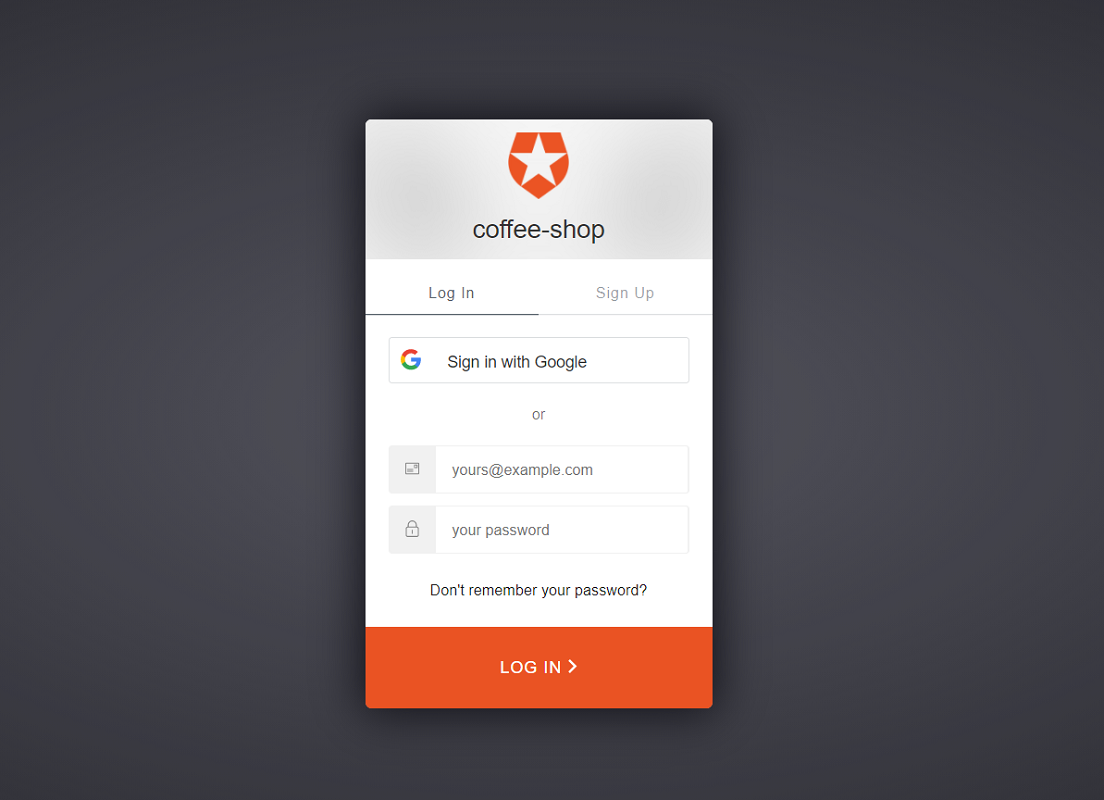 coffee-shop
Log In
Sign Up
Sign in with Google
or
yours@example.com
your password
Don't remember your password?
LOG IN